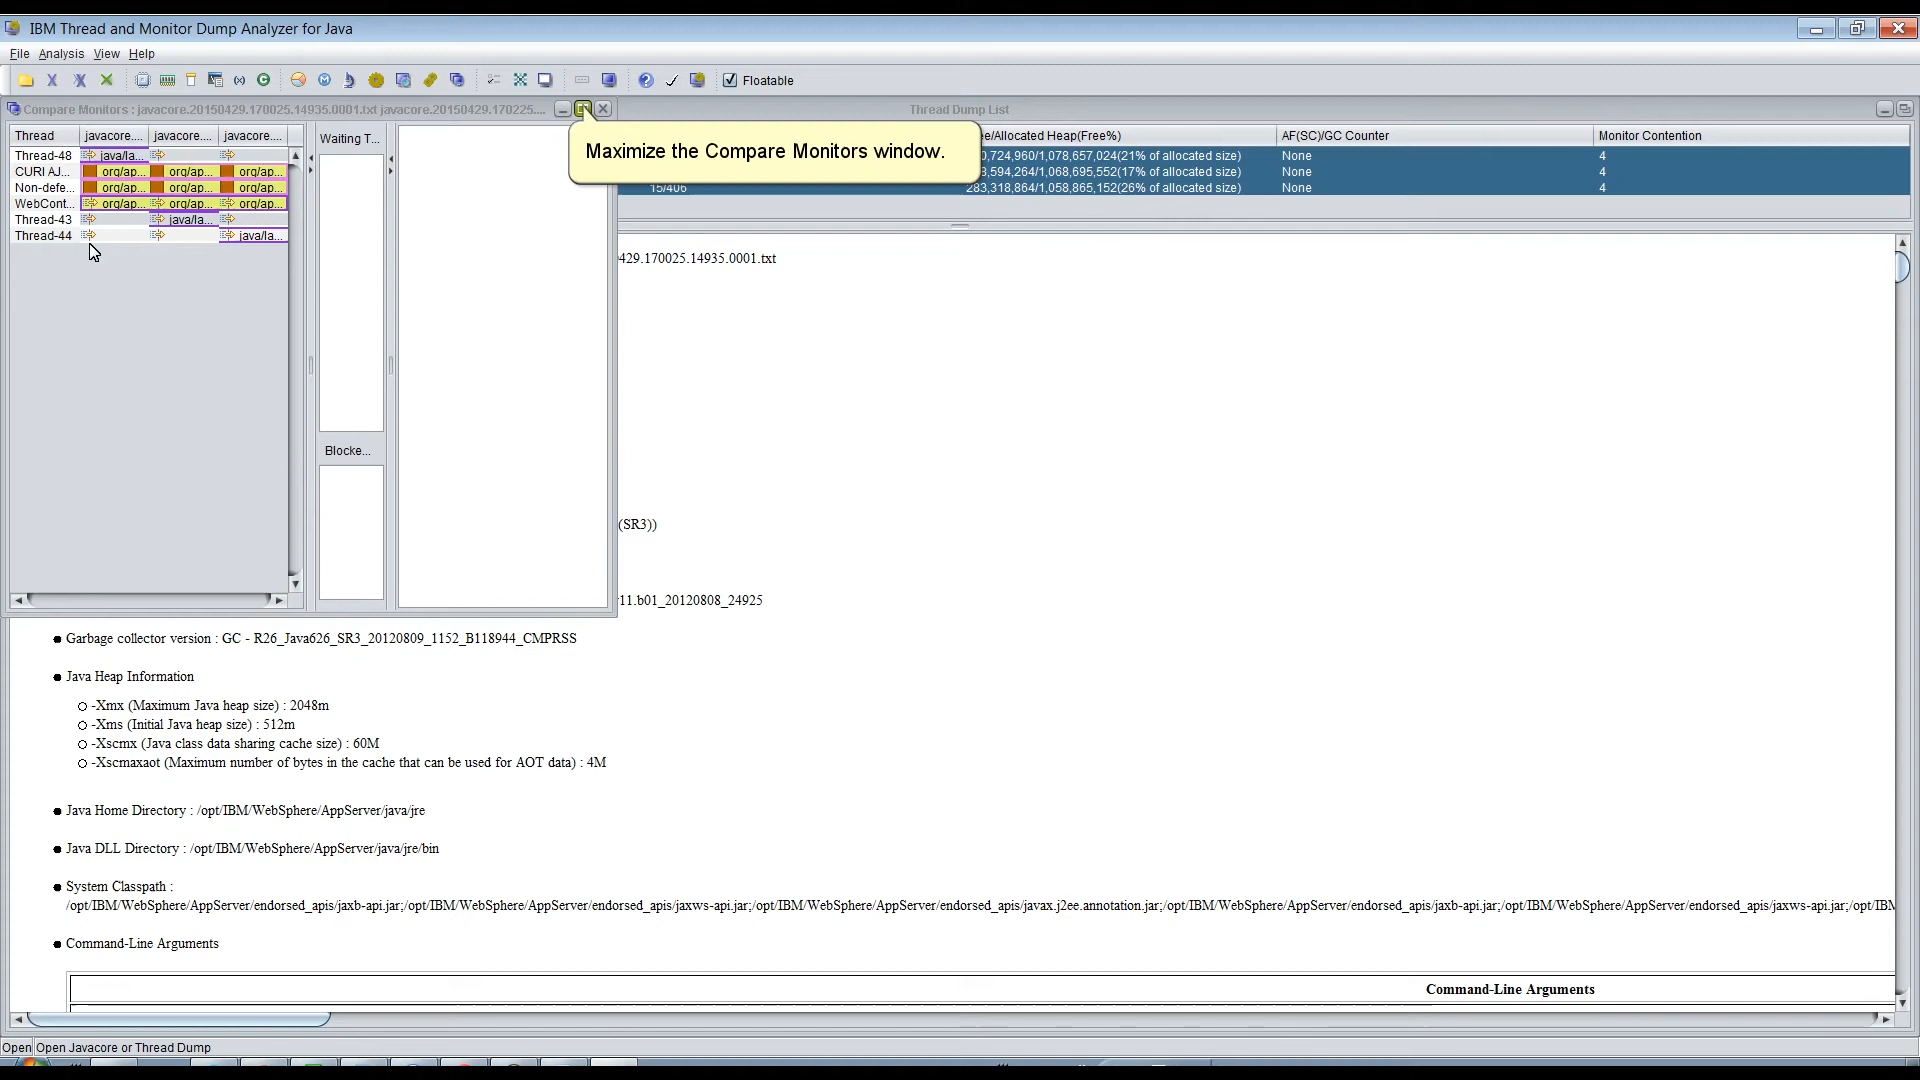 IBM Thread and Monitor Dump Analyzer for Java
File Analysis View Help
Floatable
Compare Monitors : javacore.20150429.170025.14935.0001.txt javacore.20150429.170225....
Thread Dump List
Maximize the Compare Monitors window.
Thread javacore.... javacore.... javacore....
Waiting T...
ee/Allocated Heap(Free%) AF(SC)/GC Counter Monitor Contention
Thread-48 java/la...
0,724,960/1,078,657,024(21% of allocated size) None 4
CURI AJ... org/ap... org/ap... org/ap...
,594,264/1,068,695,552(17% of allocated size) None 4
Non-defe... org/ap... org/ap... org/ap...
15/406 283,318,864/1,058,865,152(26% of allocated size) None 4
WebCont... org/ap... org/ap... org/ap...
Thread-43 java/la...
Thread-44 java/la...
429.170025.14935.0001.txt
Blocke...
(SR3))
11.b01_20120808_24925
Garbage collector version : GC - R26_Java626_SR3_20120809_1152_B118944_CMPRSS
Java Heap Information
-Xmx (Maximum Java heap size) : 2048m
-Xms (Initial Java heap size) : 512m
-Xscmx (Java class data sharing cache size) : 60M
-Xscmaxaot (Maximum number of bytes in the cache that can be used for AOT data) : 4M
Java Home Directory : /opt/IBM/WebSphere/AppServer/java/jre
Java DLL Directory : /opt/IBM/WebSphere/AppServer/java/jre/bin
System Classpath :
/opt/IBM/WebSphere/AppServer/endorsed_apis/jaxb-api.jar;/opt/IBM/WebSphere/AppServer/endorsed_apis/jaxws-api.jar;/opt/IBM/WebSphere/AppServer/endorsed_apis/javax.j2ee.annotation.jar;/opt/IBM/WebSphere/AppServer/endorsed_apis/jaxb-api.jar;/opt/IBM/WebSphere/AppServer/endorsed_apis/jaxws-api.jar;/opt/IBM
Command-Line Arguments
Command-Line Arguments
Open Open Javacore or Thread Dump